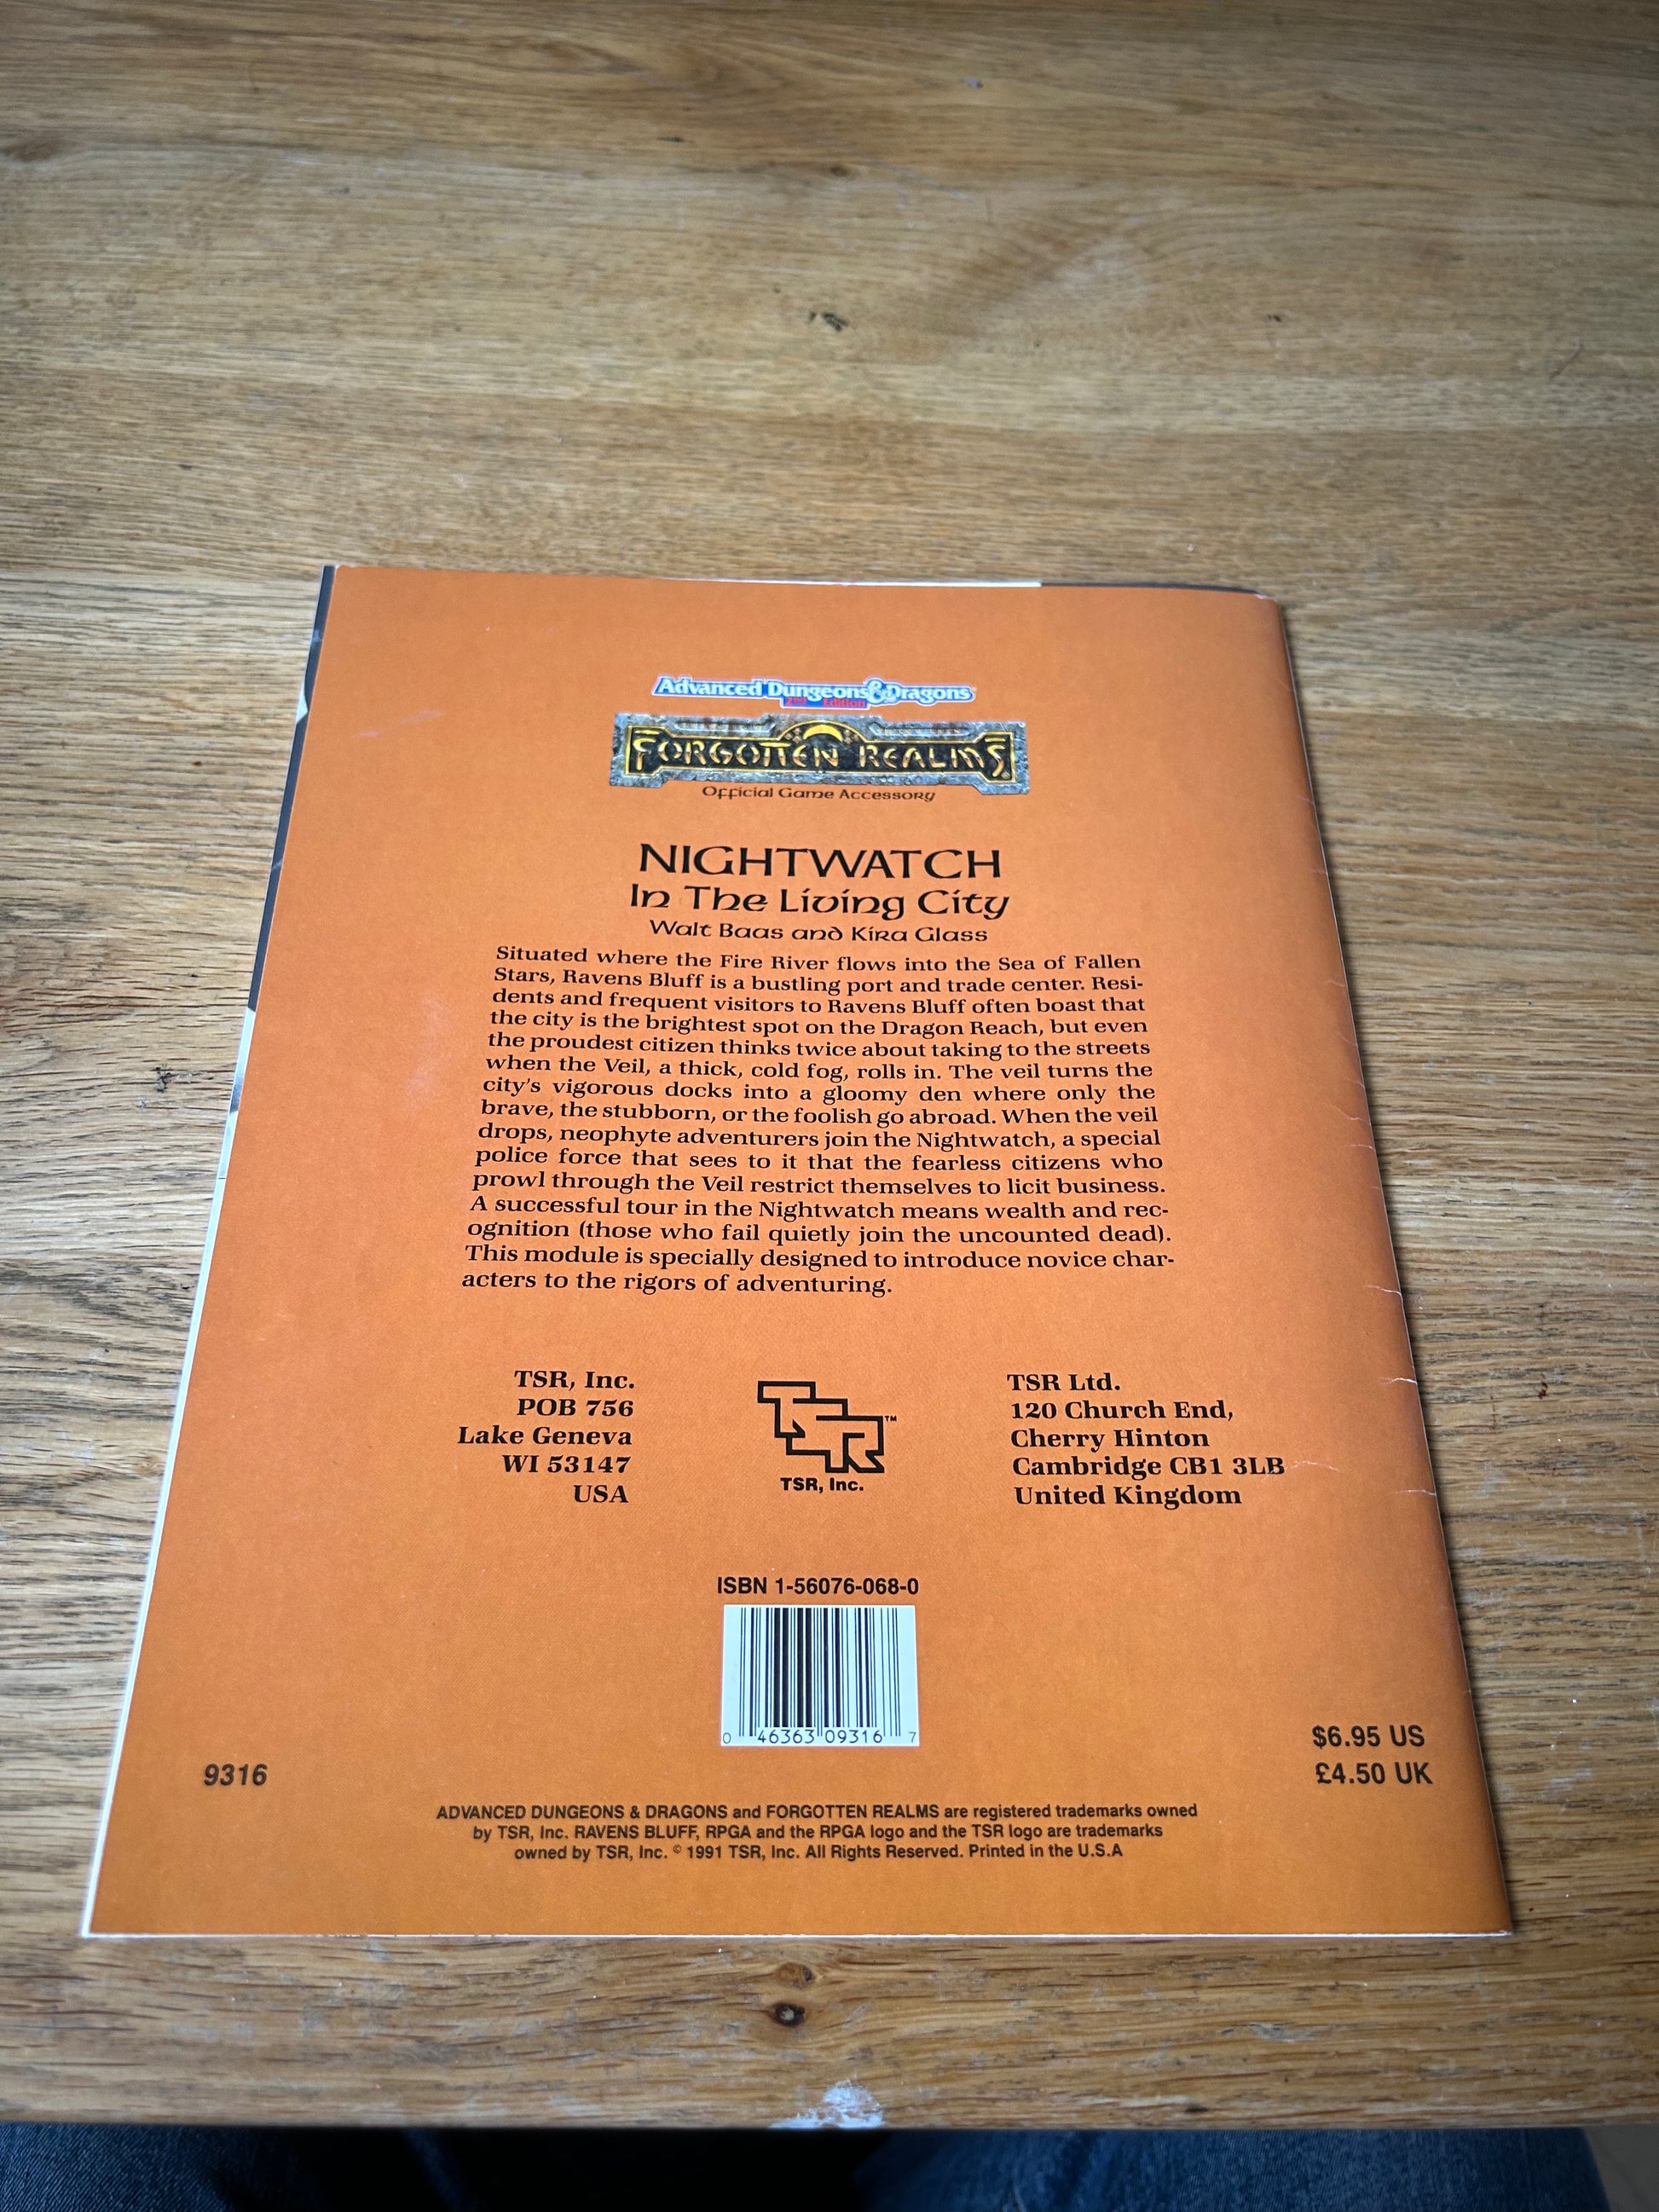 Advanced Dungeons & Dragons
2nd Edition
FORGOTTEN REALMS
Official Game Accessory
NIGHTWATCH
In The Living City
Walt Baas and Kira Glass
Situated where the Fire River flows into the Sea of Fallen
Stars, Ravens Bluff is a bustling port and trade center. Resi-
dents and frequent visitors to Ravens Bluff often boast that
the city is the brightest spot on the Dragon Reach, but even
the proudest citizen thinks twice about taking to the streets
when the Veil, a thick, cold fog, rolls in. The veil turns the
city's vigorous docks into a gloomy den where only the
brave, the stubborn, or the foolish go abroad. When the veil
drops, neophyte adventurers join the Nightwatch, a special
police force that sees to it that the fearless citizens who
prowl through the Veil restrict themselves to licit business.
A successful tour in the Nightwatch means wealth and rec-
ognition (those who fail quietly join the uncounted dead).
This module is specially designed to introduce novice char-
acters to the rigors of adventuring.
TSR, Inc.
POB 756
Lake Geneva
WI 53147
USA
TSR™
TSR, Inc.
TSR Ltd.
120 Church End,
Cherry Hinton
Cambridge CB1 3LB
United Kingdom
ISBN 1-56076-068-0
0 46363 09316 7
9316
$6.95 US
£4.50 UK
ADVANCED DUNGEONS & DRAGONS and FORGOTTEN REALMS are registered trademarks owned
by TSR, Inc. RAVENS BLUFF, RPGA and the RPGA logo and the TSR logo are trademarks
owned by TSR, Inc. © 1991 TSR, Inc. All Rights Reserved. Printed in the U.S.A